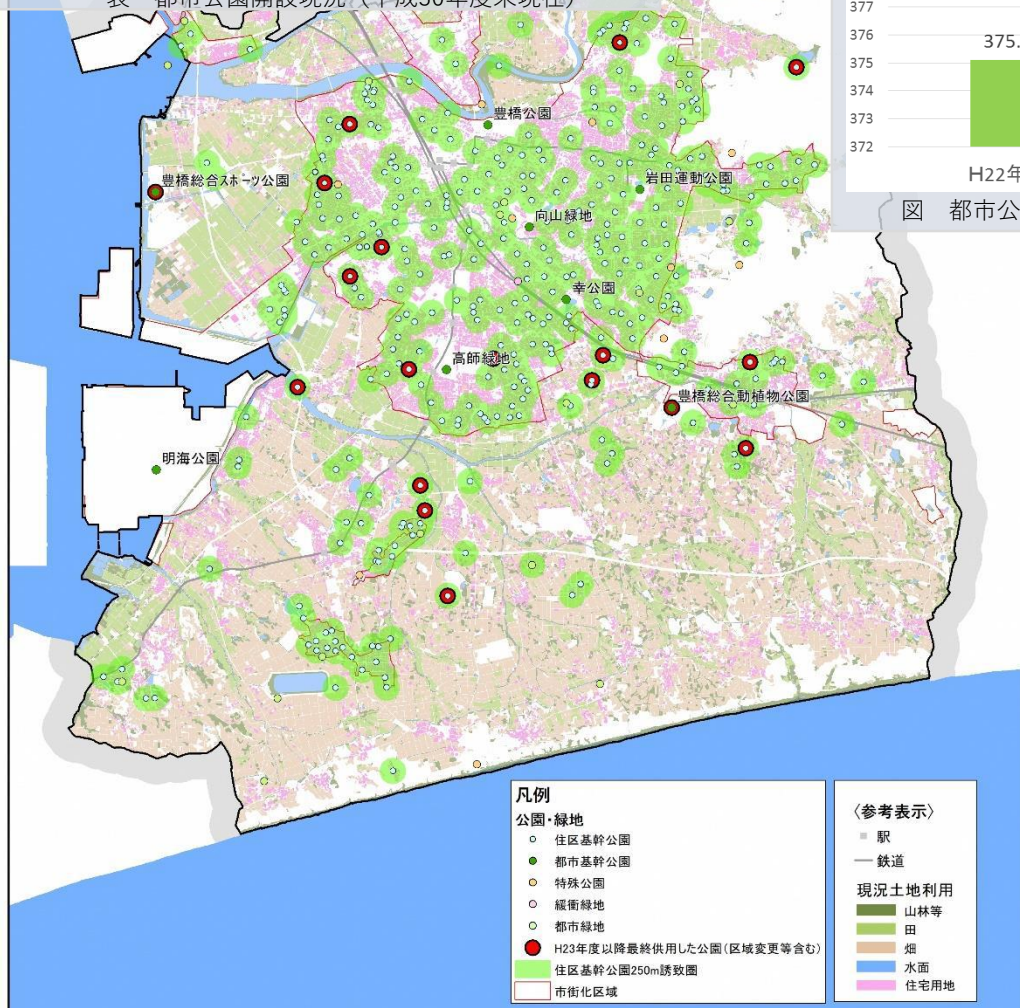 表 都市公園開設現況（平成30年度末現在）
377
376
375
374
373
372
375.
H22年
図 都市公
豊橋公園
豊橋総合スポーツ公園
岩田運動公園
向山緑地
幸公園
高師緑地
豊橋総合動植物公園
明海公園
凡例
公園・緑地
住区基幹公園
都市基幹公園
特殊公園
緩衝緑地
都市緑地
H23年度以降最終供用した公園(区域変更等含む)
住区基幹公園250m誘致圏
市街化区域
〈参考表示〉
駅
鉄道
現況土地利用
山林等
田
畑
水面
住宅用地